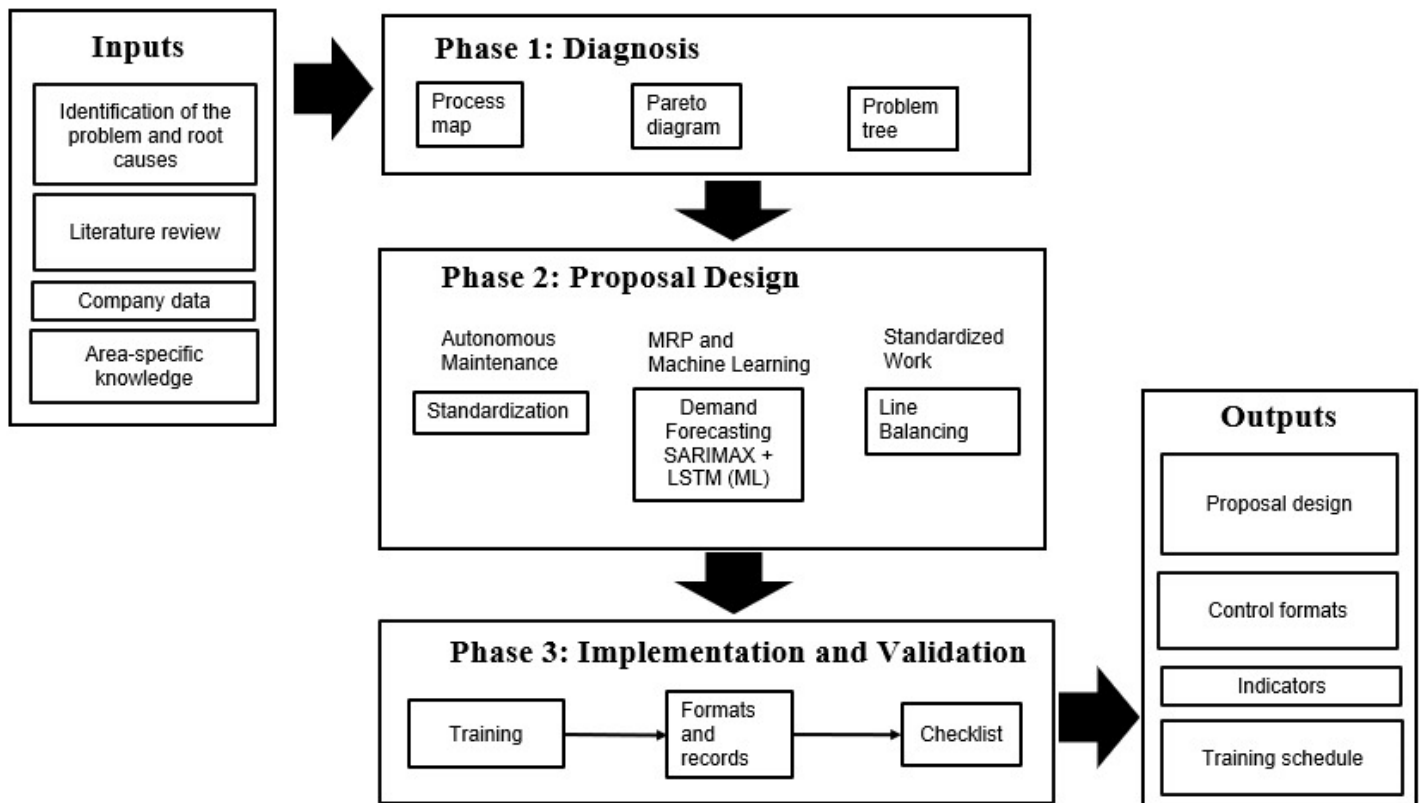 Inputs
Identification of the
problem and root
causes
Literature review
Company data
Area-specific
knowledge
Phase 1: Diagnosis
Process
map
Pareto
diagram
Problem
tree
Phase 2: Proposal Design
Autonomous
Maintenance
Standardization
MRP and
Machine Learning
Demand
Forecasting
SARIMAX +
LSTM (ML)
Standardized
Work
Line
Balancing
Phase 3: Implementation and Validation
Training
Formats
and
records
Checklist
Outputs
Proposal design
Control formats
Indicators
Training schedule